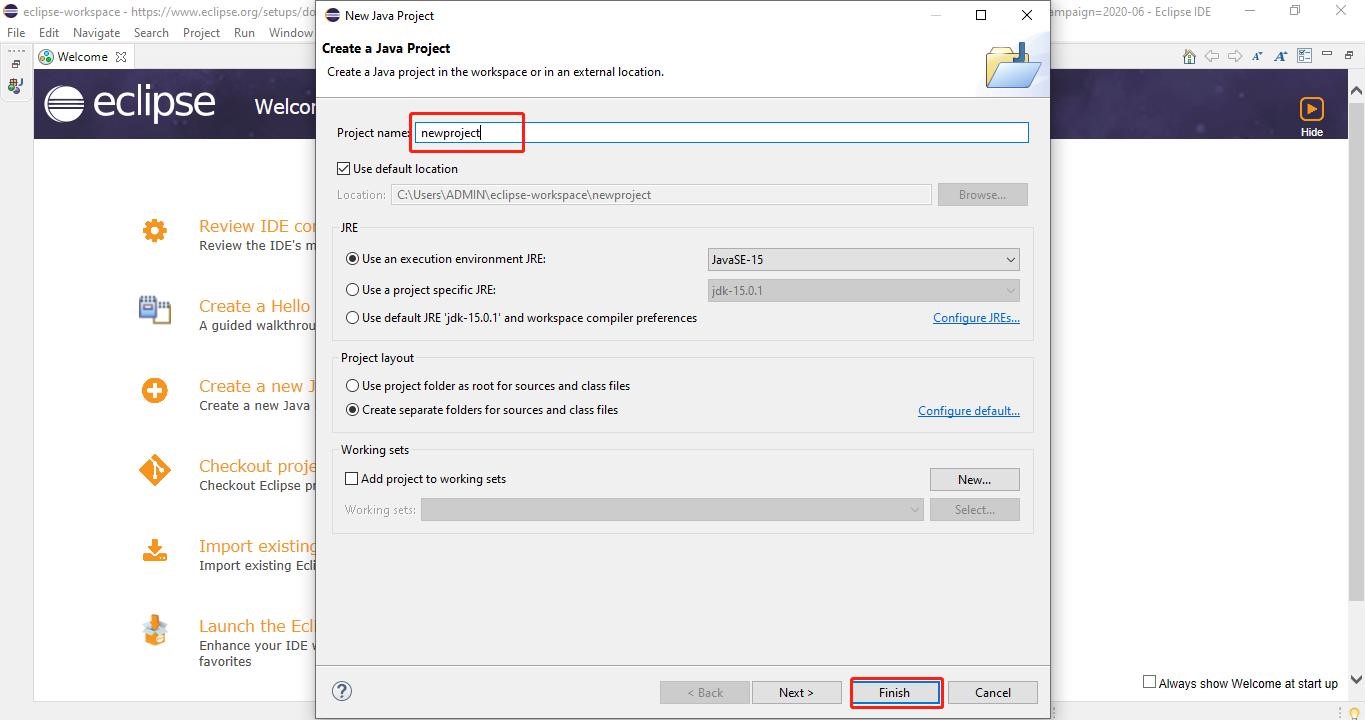 eclipse-workspace - https://www.eclipse.org/setups/do
New Java Project
ampaign=2020-06 - Eclipse IDE
File Edit Navigate Search Project Run Window
Create a Java Project
Create a Java project in the workspace or in an external location.
Welcome
eclipse
Welcor
Hide
Project name: newproject
Use default location
Location: C:\Users\ADMIN\eclipse-workspace\newproject Browse...
JRE
Use an execution environment JRE: JavaSE-15
Use a project specific JRE: jdk-15.0.1
Use default JRE 'jdk-15.0.1' and workspace compiler preferences Configure JREs...
Project layout
Use project folder as root for sources and class files
Create separate folders for sources and class files Configure default...
Working sets
Add project to working sets New...
Working sets: Select...
Review IDE cor
Review the IDE's m
Create a Hello
A guided walkthrou
Create a new J
Create a new Java
Checkout proje
Checkout Eclipse pr
Import existing
Import existing Ecli
Launch the Ecli
Enhance your IDE w
favorites
Always show Welcome at start up
? < Back Next > Finish Cancel